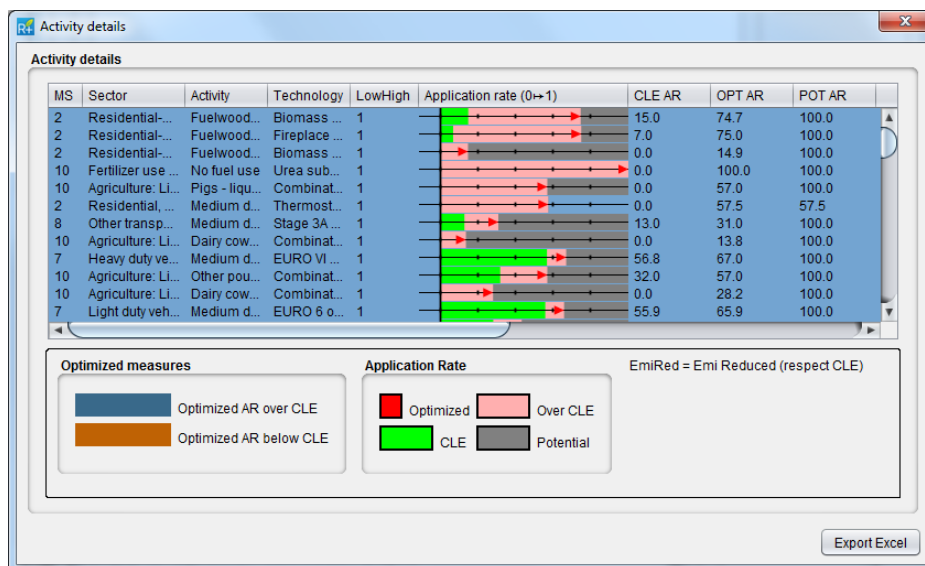 R+ Activity details
Activity details
MS Sector Activity Technology LowHigh Application rate (0↦1) CLE AR OPT AR POT AR
2 Residential-... Fuelwood... Biomass ... 1 15.0 74.7 100.0
2 Residential-... Fuelwood... Fireplace ... 1 7.0 75.0 100.0
2 Residential-... Fuelwood... Biomass ... 1 0.0 14.9 100.0
10 Fertilizer use ... No fuel use Urea sub... 1 0.0 100.0 100.0
10 Agriculture: Li... Pigs - liqu... Combinat... 1 0.0 57.0 100.0
2 Residential, ... Medium d... Thermost... 1 0.0 57.5 57.5
8 Other transp... Medium d... Stage 3A ... 1 13.0 31.0 100.0
10 Agriculture: Li... Dairy cow... Combinat... 1 0.0 13.8 100.0
7 Heavy duty ve... Medium d... EURO VI ... 1 56.8 67.0 100.0
10 Agriculture: Li... Other pou... Combinat... 1 32.0 57.0 100.0
10 Agriculture: Li... Dairy cow... Combinat... 1 0.0 28.2 100.0
7 Light duty veh... Medium d... EURO 6 o... 1 55.9 65.9 100.0
Optimized measures
Optimized AR over CLE
Optimized AR below CLE
Application Rate
Optimized Over CLE
CLE Potential
EmiRed = Emi Reduced (respect CLE)
Export Excel